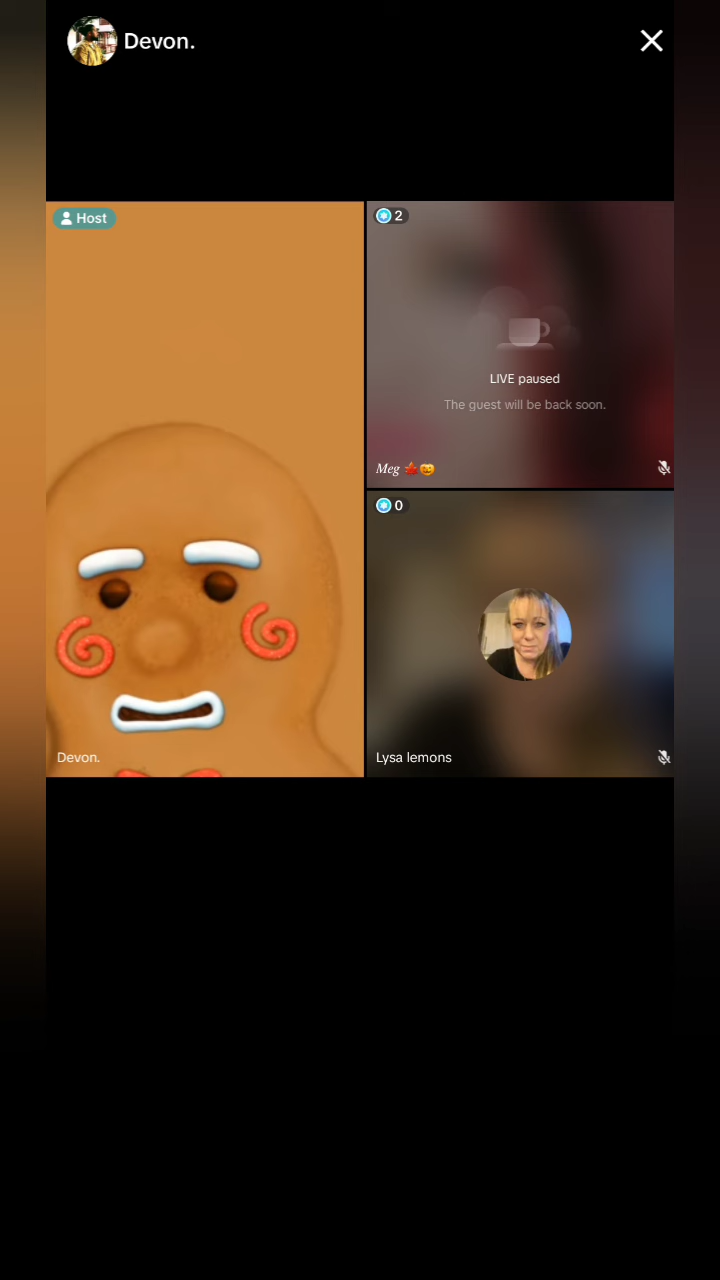 Devon.
Host
Devon.
2
LIVE paused
The guest will be back soon.
Meg 🍁🎃
0
Lysa lemons